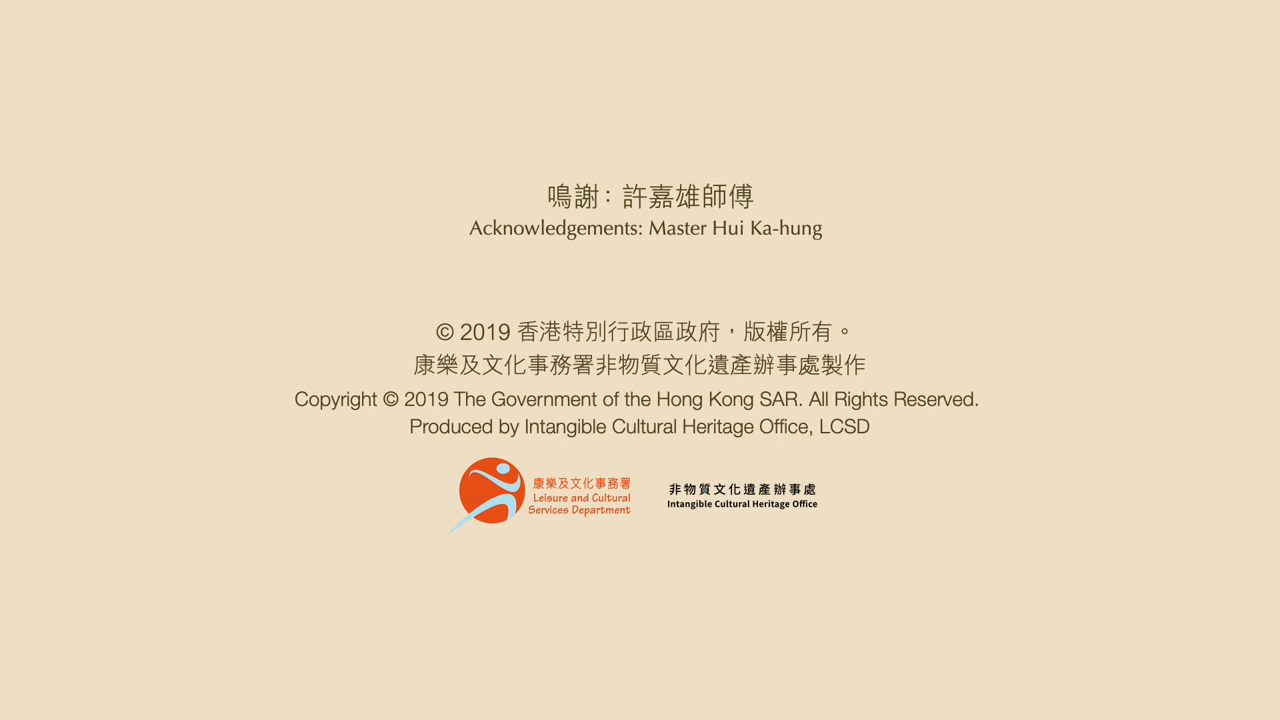 鳴謝：許嘉雄師傅
Acknowledgements: Master Hui Ka-hung
© 2019 香港特別行政區政府，版權所有。
康樂及文化事務署非物質文化遺產辦事處製作
Copyright © 2019 The Government of the Hong Kong SAR. All Rights Reserved.
Produced by Intangible Cultural Heritage Office, LCSD
康樂及文化事務署
Leisure and Cultural
Services Department
非物質文化遺產辦事處
Intangible Cultural Heritage Office